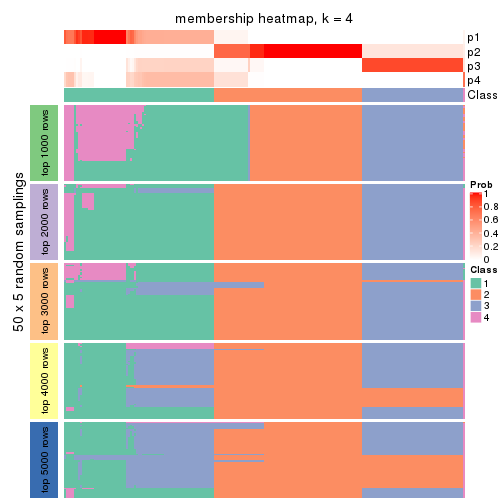 membership heatmap, k = 4
p1
p2
p3
p4
Class
50 x 5 random samplings
top 1000 rows
top 2000 rows
top 3000 rows
top 4000 rows
top 5000 rows
Prob
1
0.8
0.6
0.4
0.2
0
Class
1
2
3
4